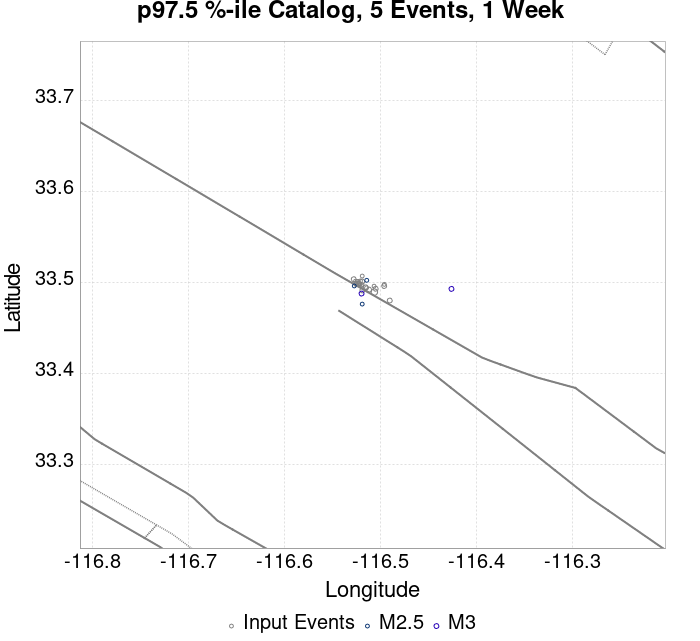 p97.5 %-ile Catalog, 5 Events, 1 Week
33.7
33.6
33.5
33.4
33.3
Latitude
-116.8 -116.7 -116.6 -116.5 -116.4 -116.3
Longitude
Input Events M2.5 M3